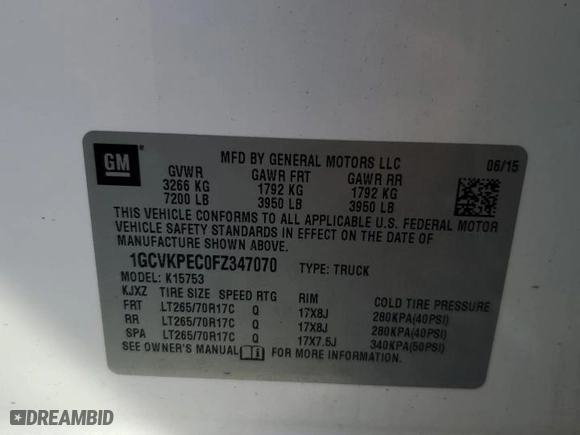 GM
MFD BY GENERAL MOTORS LLC 06/15
GVWR GAWR FRT GAWR RR
3266 KG 1792 KG 1792 KG
7200 LB 3950 LB 3950 LB
THIS VEHICLE CONFORMS TO ALL APPLICABLE U.S. FEDERAL MOTOR
VEHICLE SAFETY STANDARDS IN EFFECT ON THE DATE OF
MANUFACTURE SHOWN ABOVE.
1GCVKPEC0FZ347070 TYPE: TRUCK
MODEL: K15753
KJXZ TIRE SIZE SPEED RTG RIM COLD TIRE PRESSURE
FRT LT265/70R17C Q 17X8J 280KPA(40PSI)
RR LT265/70R17C Q 17X8J 280KPA(40PSI)
SPA LT265/70R17C Q 17X7.5J 340KPA(50PSI)
SEE OWNER'S MANUAL FOR MORE INFORMATION.
DREAMBID